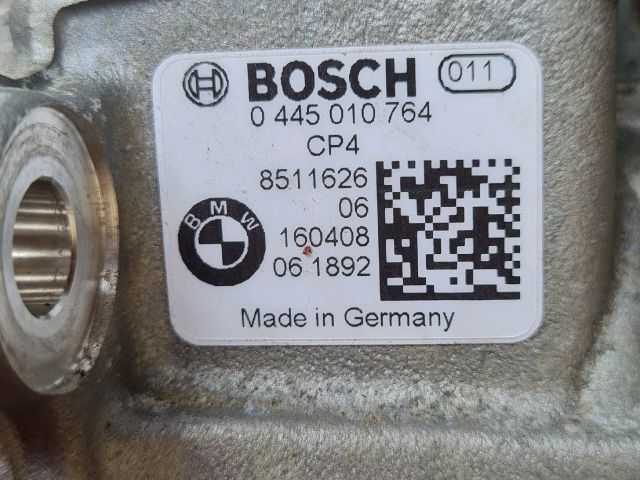 BOSCH 011
0 445 010 764
CP4
8511626
06
BMW
160408
06 1892
Made in Germany